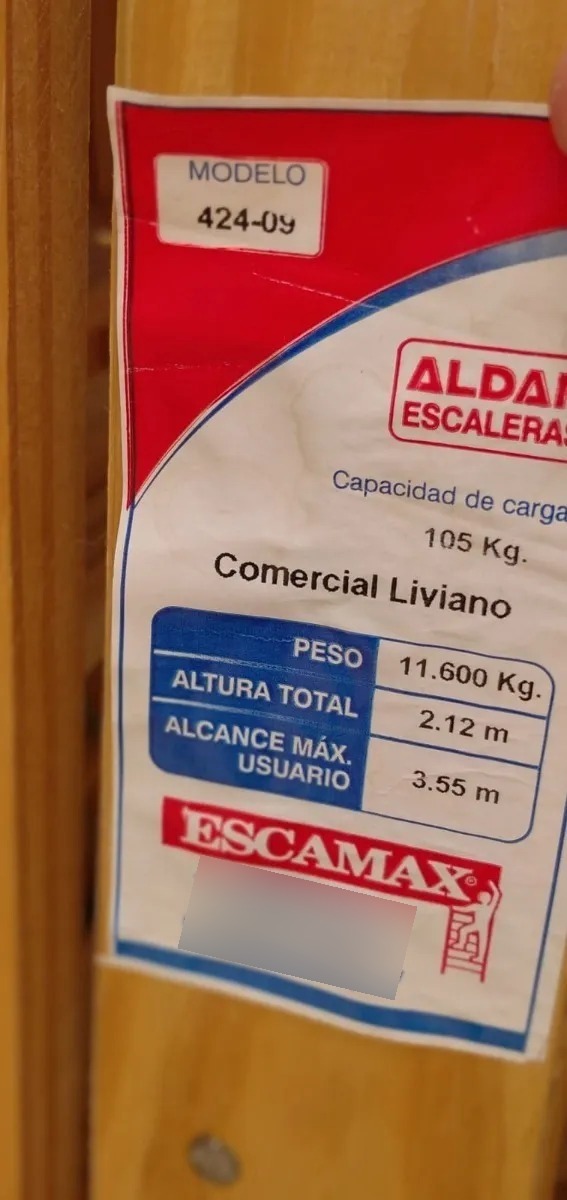 MODELO
424-09
ESCALERAS
Capacidad de carga
105 Kg.
Comercial Liviano
PESO 11.600 Kg.
ALTURA TOTAL 2.12 m
ALCANCE MÁX.
USUARIO 3.55 m
ESCAMAX®